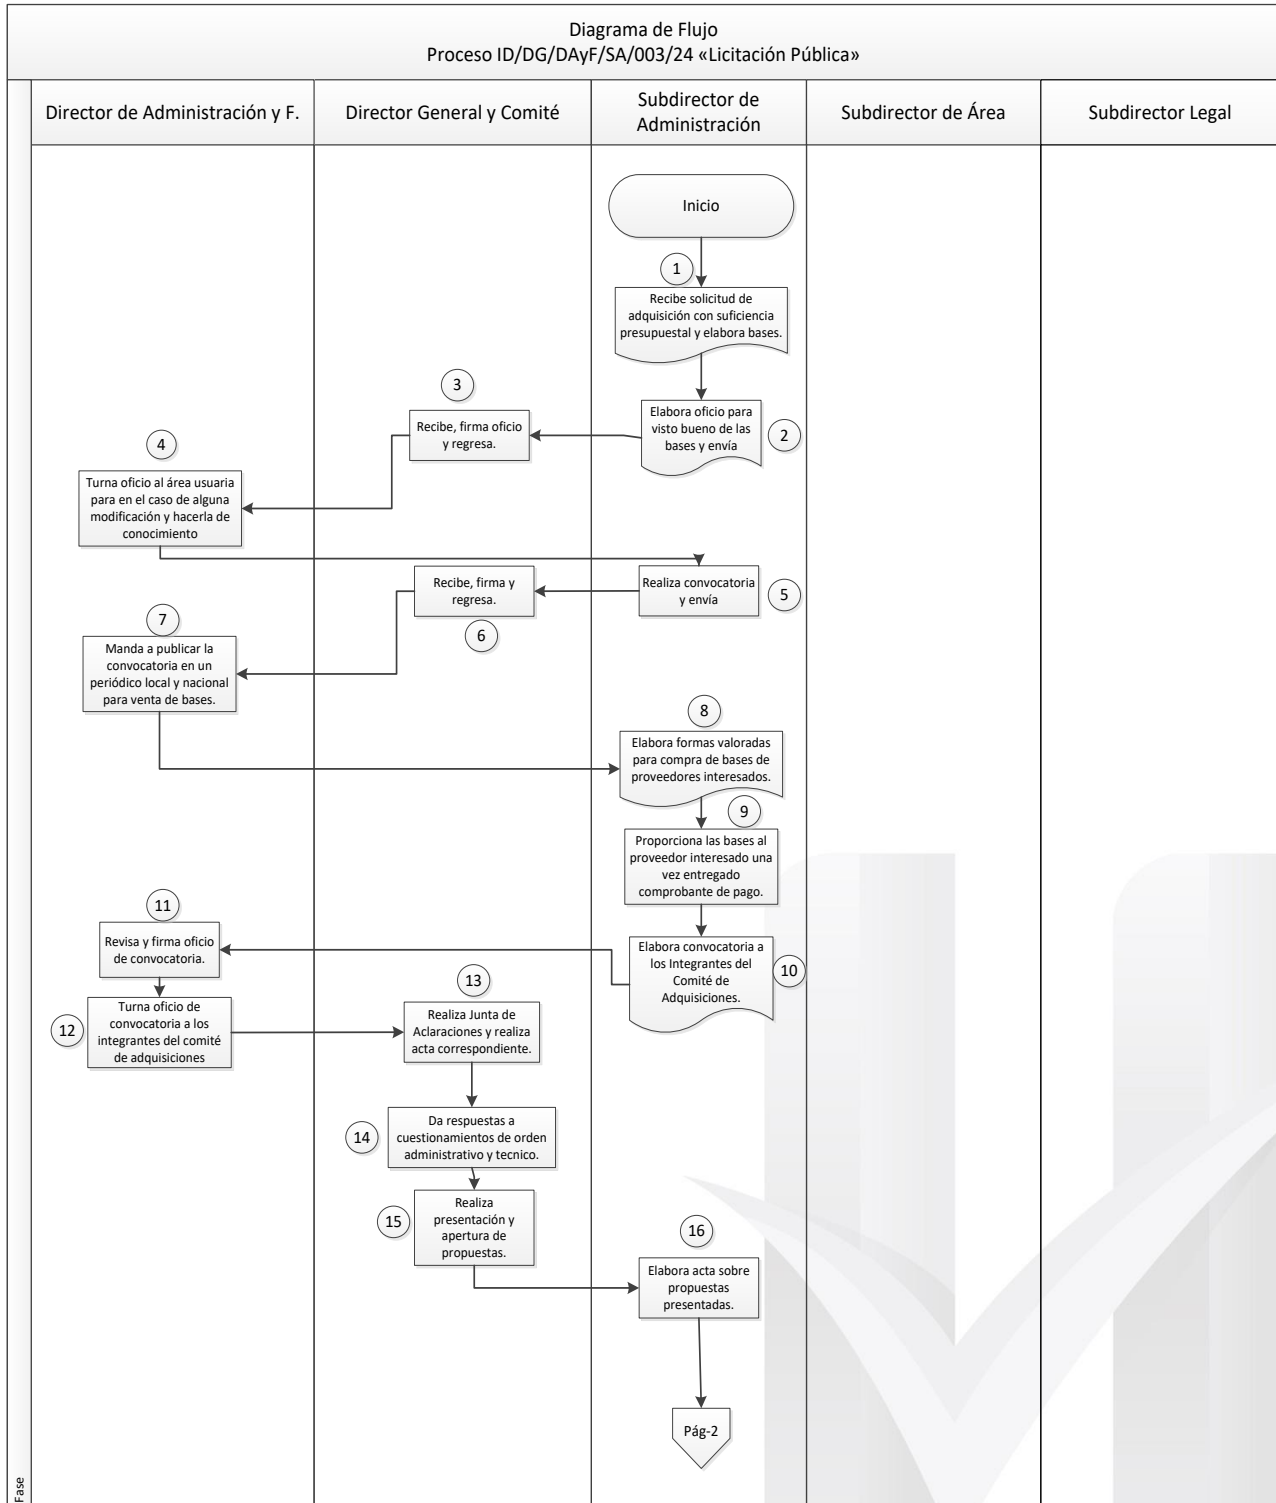 Diagrama de Flujo
Proceso ID/DG/DAyF/SA/003/24 «Licitación Pública»
Director de Administración y F.
Director General y Comité
Subdirector de
Administración
Subdirector de Área
Subdirector Legal
Inicio
1
Recibe solicitud de
adquisición con suficiencia
presupuestal y elabora bases.
Elabora oficio para
visto bueno de las
bases y envía
2
3
Recibe, firma oficio
y regresa.
4
Turna oficio al área usuaria
para en el caso de alguna
modificación y hacerla de
conocimiento
Realiza convocatoria
y envía
5
Recibe, firma y
regresa.
6
7
Manda a publicar la
convocatoria en un
periódico local y nacional
para venta de bases.
8
Elabora formas valoradas
para compra de bases de
proveedores interesados.
9
Proporciona las bases al
proveedor interesado una
vez entregado
comprobante de pago.
Elabora convocatoria a
los Integrantes del
Comité de
Adquisiciones.
10
11
Revisa y firma oficio
de convocatoria.
12
Turna oficio de
convocatoria a los
integrantes del comité
de adquisiciones
13
Realiza Junta de
Aclaraciones y realiza
acta correspondiente.
14
Da respuestas a
cuestionamientos de orden
administrativo y tecnico.
15
Realiza
presentación y
apertura de
propuestas.
16
Elabora acta sobre
propuestas
presentadas.
Pág-2
Fase